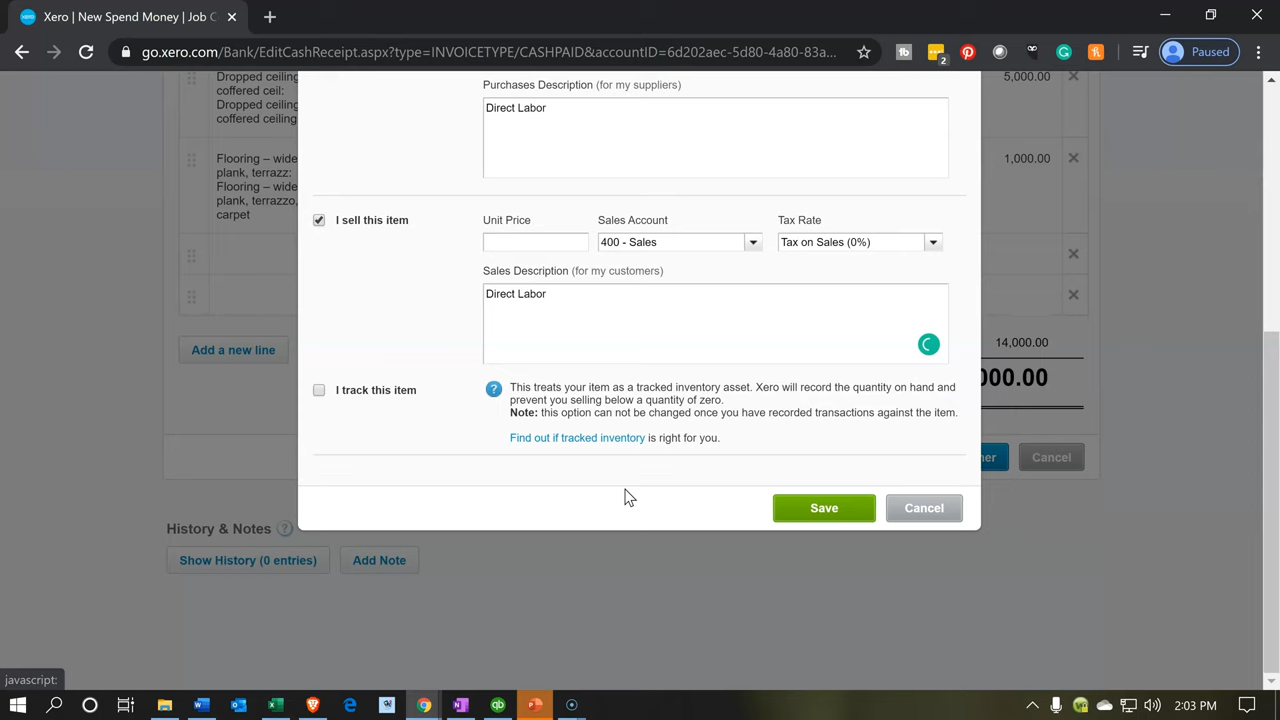 Xero | New Spend Money | Job C
Paused
go.xero.com/Bank/EditCashReceipt.aspx?type=INVOICETYPE/CASHPAID&accountID=6d202aec-5d80-4a80-83a...
2
Dropped ceiling
coffered ceil:
Dropped ceiling
coffered ceiling
5,000.00
Purchases Description (for my suppliers)
Direct Labor
Flooring – wide
plank, terrazz:
Flooring – wide
plank, terrazzo,
carpet
1,000.00
I sell this item
Unit Price
Sales Account
Tax Rate
400 - Sales
Tax on Sales (0%)
Sales Description (for my customers)
Direct Labor
Add a new line
14,000.00
000.00
I track this item
This treats your item as a tracked inventory asset. Xero will record the quantity on hand and
prevent you selling below a quantity of zero.
Note: this option can not be changed once you have recorded transactions against the item.
Find out if tracked inventory is right for you.
her
Cancel
Save
Cancel
History & Notes
Show History (0 entries)
Add Note
javascript:
2:03 PM